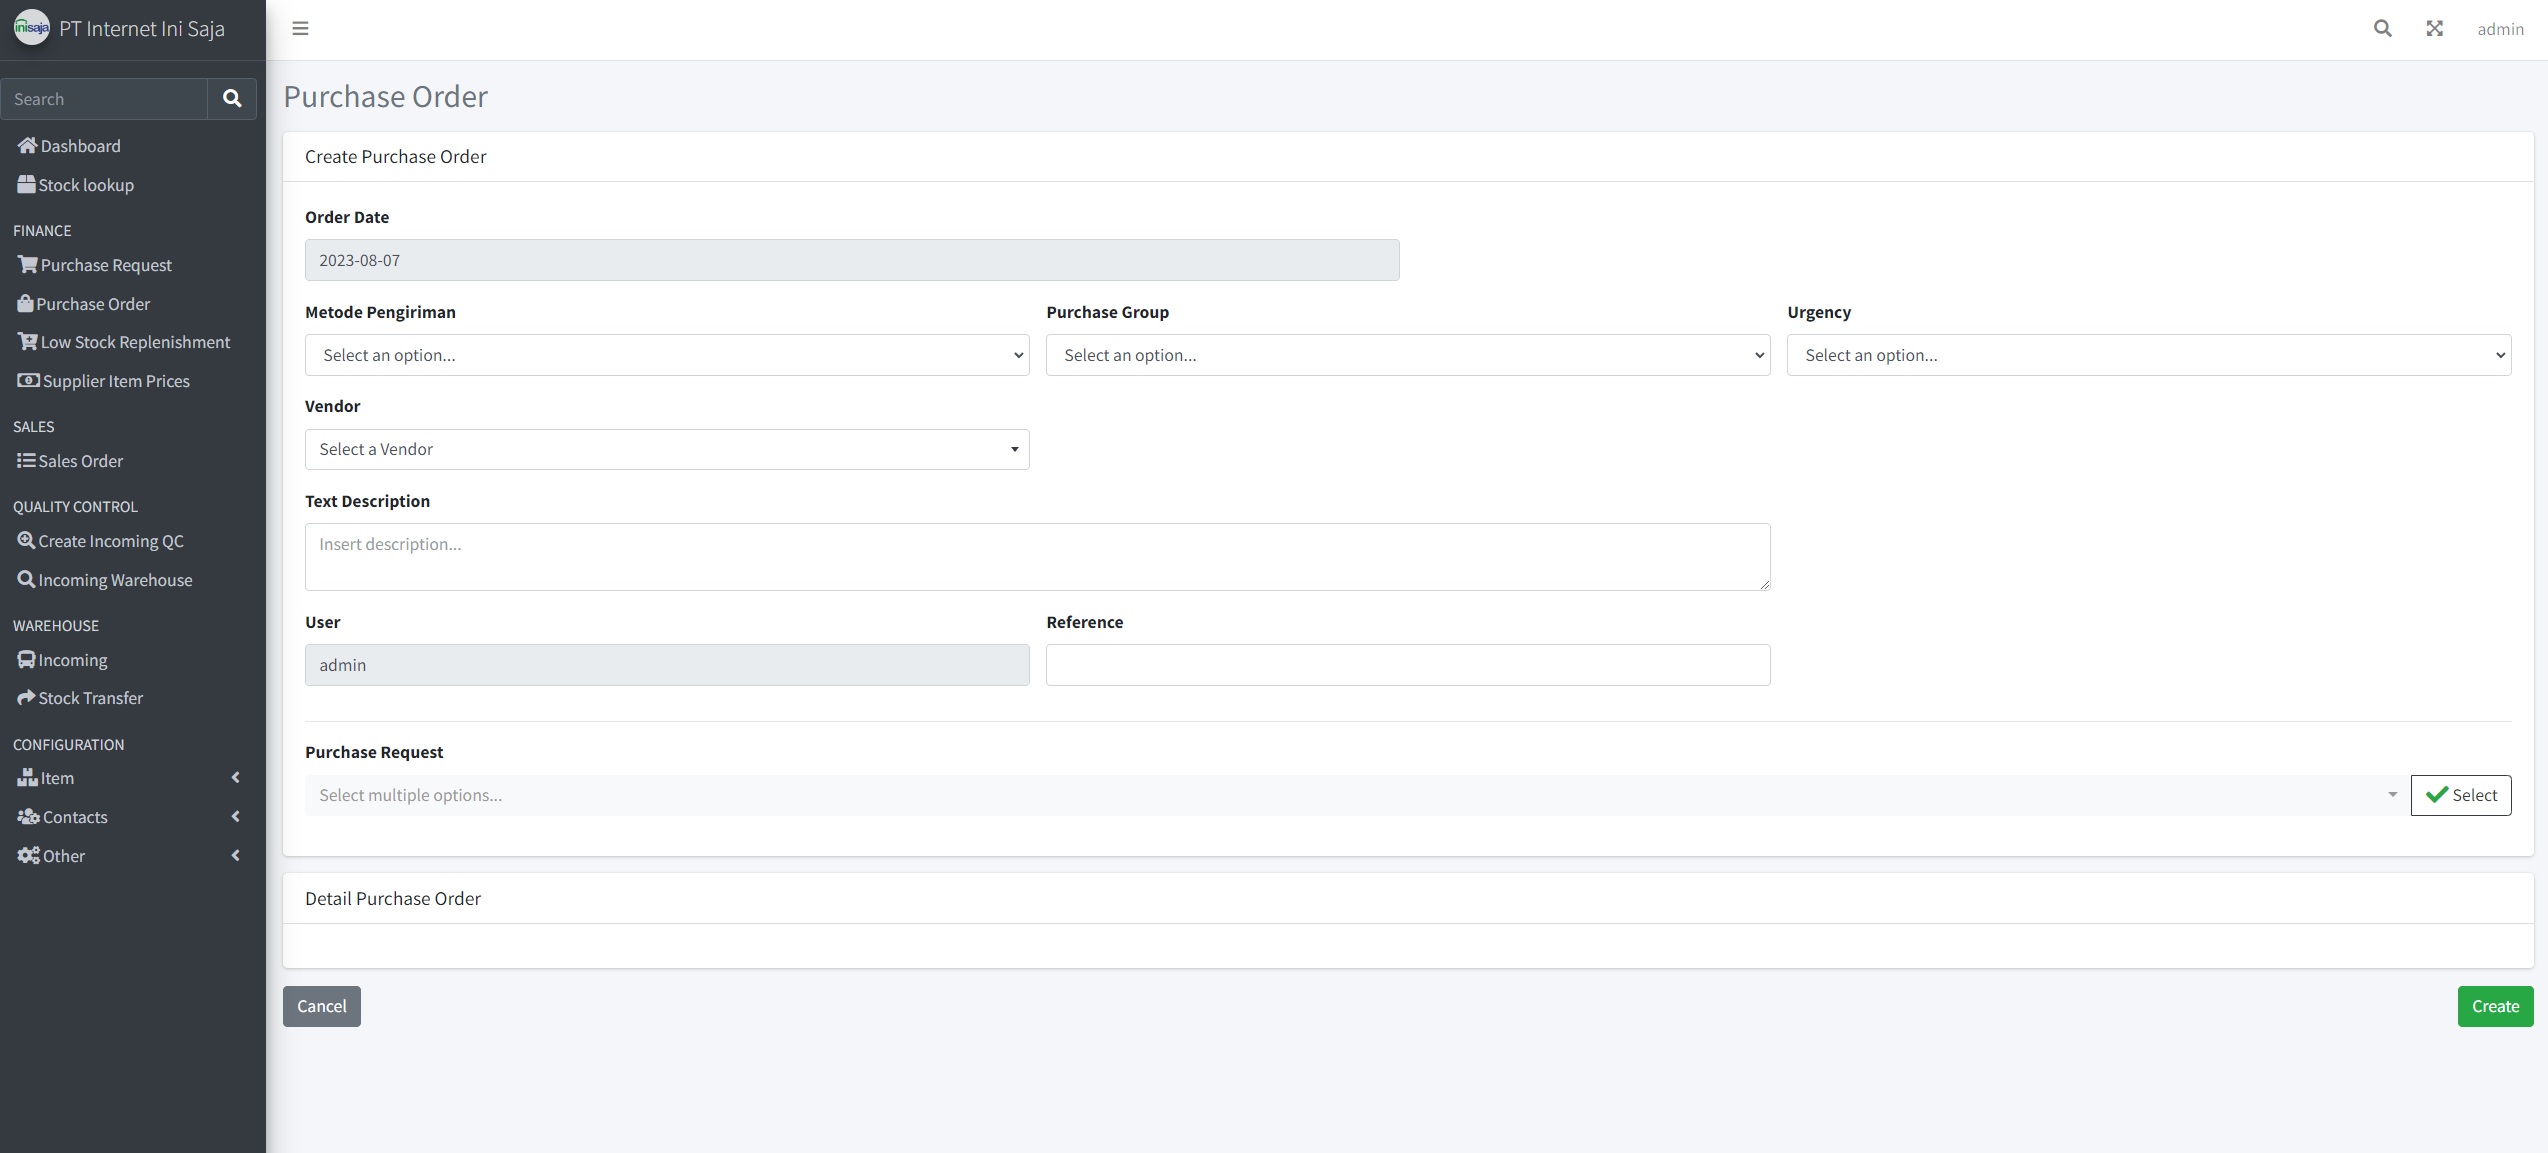 inisaja
PT Internet Ini Saja
admin
Search
Dashboard
Stock lookup
FINANCE
Purchase Request
Purchase Order
Low Stock Replenishment
Supplier Item Prices
SALES
Sales Order
QUALITY CONTROL
Create Incoming QC
Incoming Warehouse
WAREHOUSE
Incoming
Stock Transfer
CONFIGURATION
Item
Contacts
Other
Purchase Order
Create Purchase Order
Order Date
2023-08-07
Metode Pengiriman Purchase Group Urgency
Select an option... Select an option... Select an option...
Vendor
Select a Vendor
Text Description
Insert description...
User Reference
admin
Purchase Request
Select multiple options... Select
Detail Purchase Order
Cancel Create